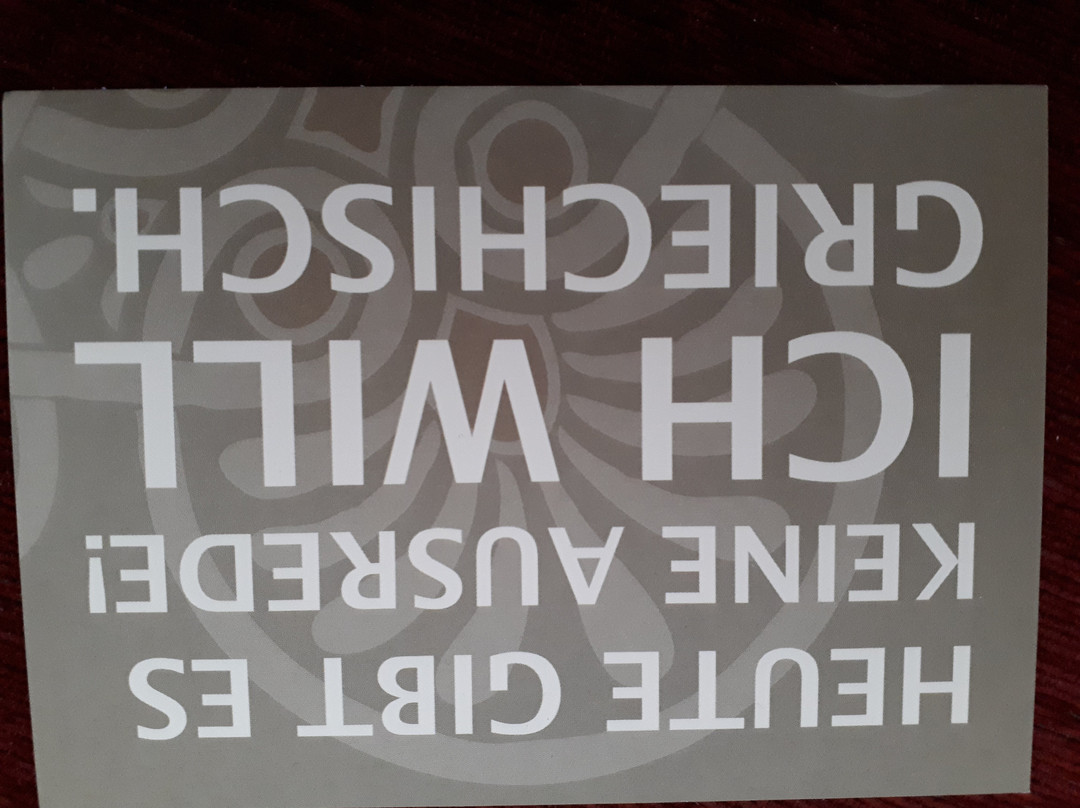 HEUTE GIBT ES
KEINE AUSREDE!
ICH WILL
GRIECHISCH.